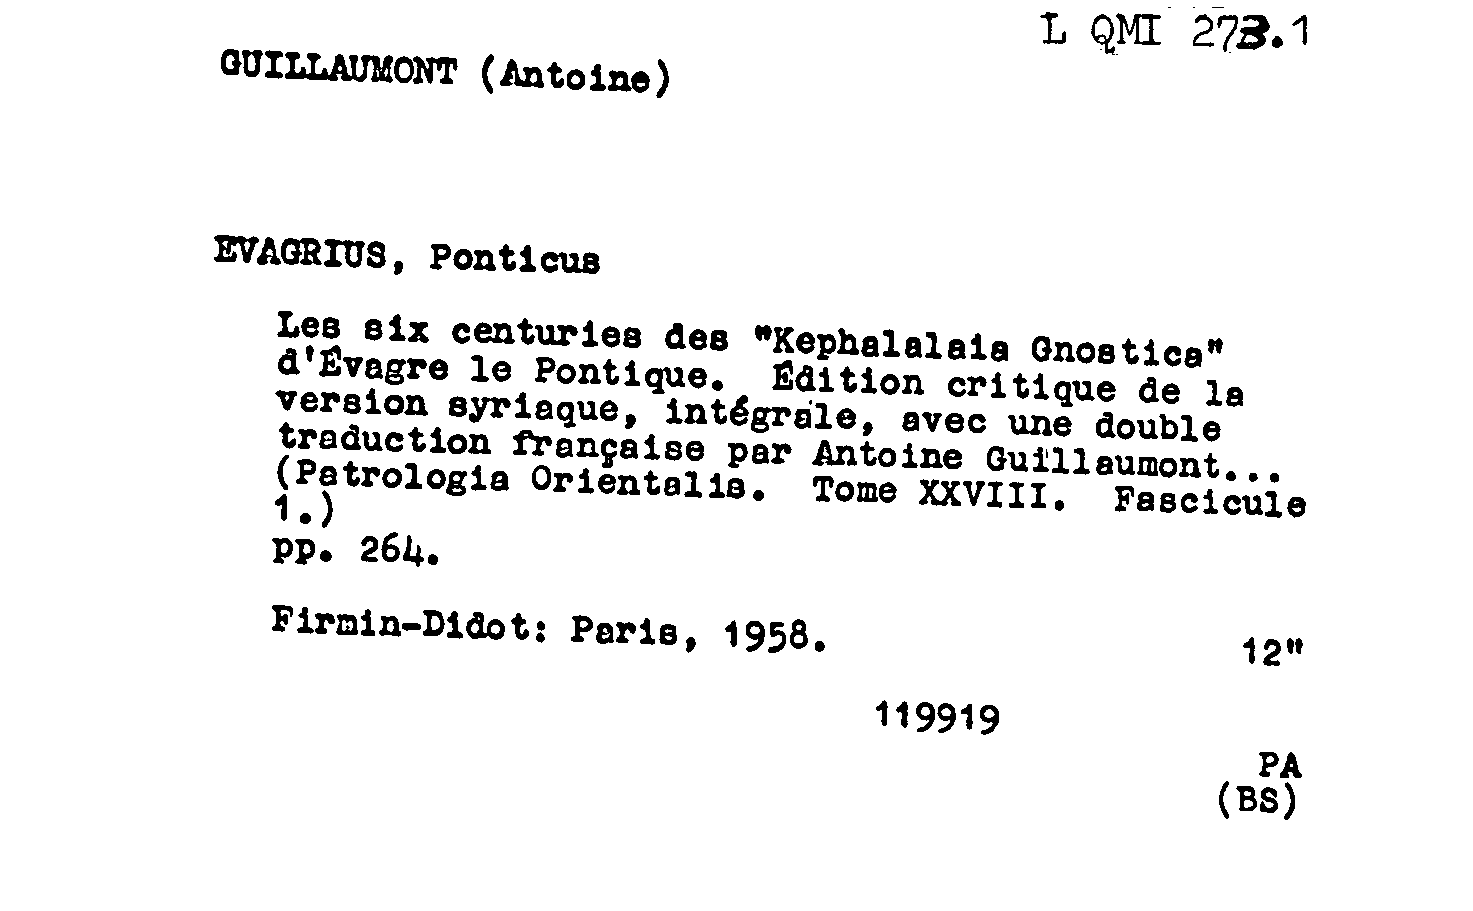 L QMI 273.1
GUILLAUMONT (Antoine)
EVAGRIUS, Ponticus
Les six centuries des "Kephalalaia Gnostica"
d'Évagre le Pontique. Édition critique de la
version syriaque, intégrale, avec une double
traduction française par Antoine Guillaumont...
(Patrologia Orientalis. Tome XXVIII. Fascicule
1.)
pp. 264.
Firmin-Didot: Paris, 1958.
12"
119919
PA
(BS)